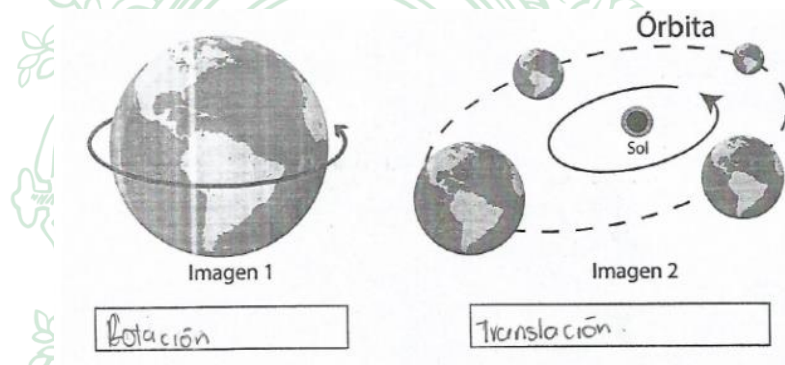 Órbita
Sol
Imagen 1
Imagen 2
Rotación
Translación.